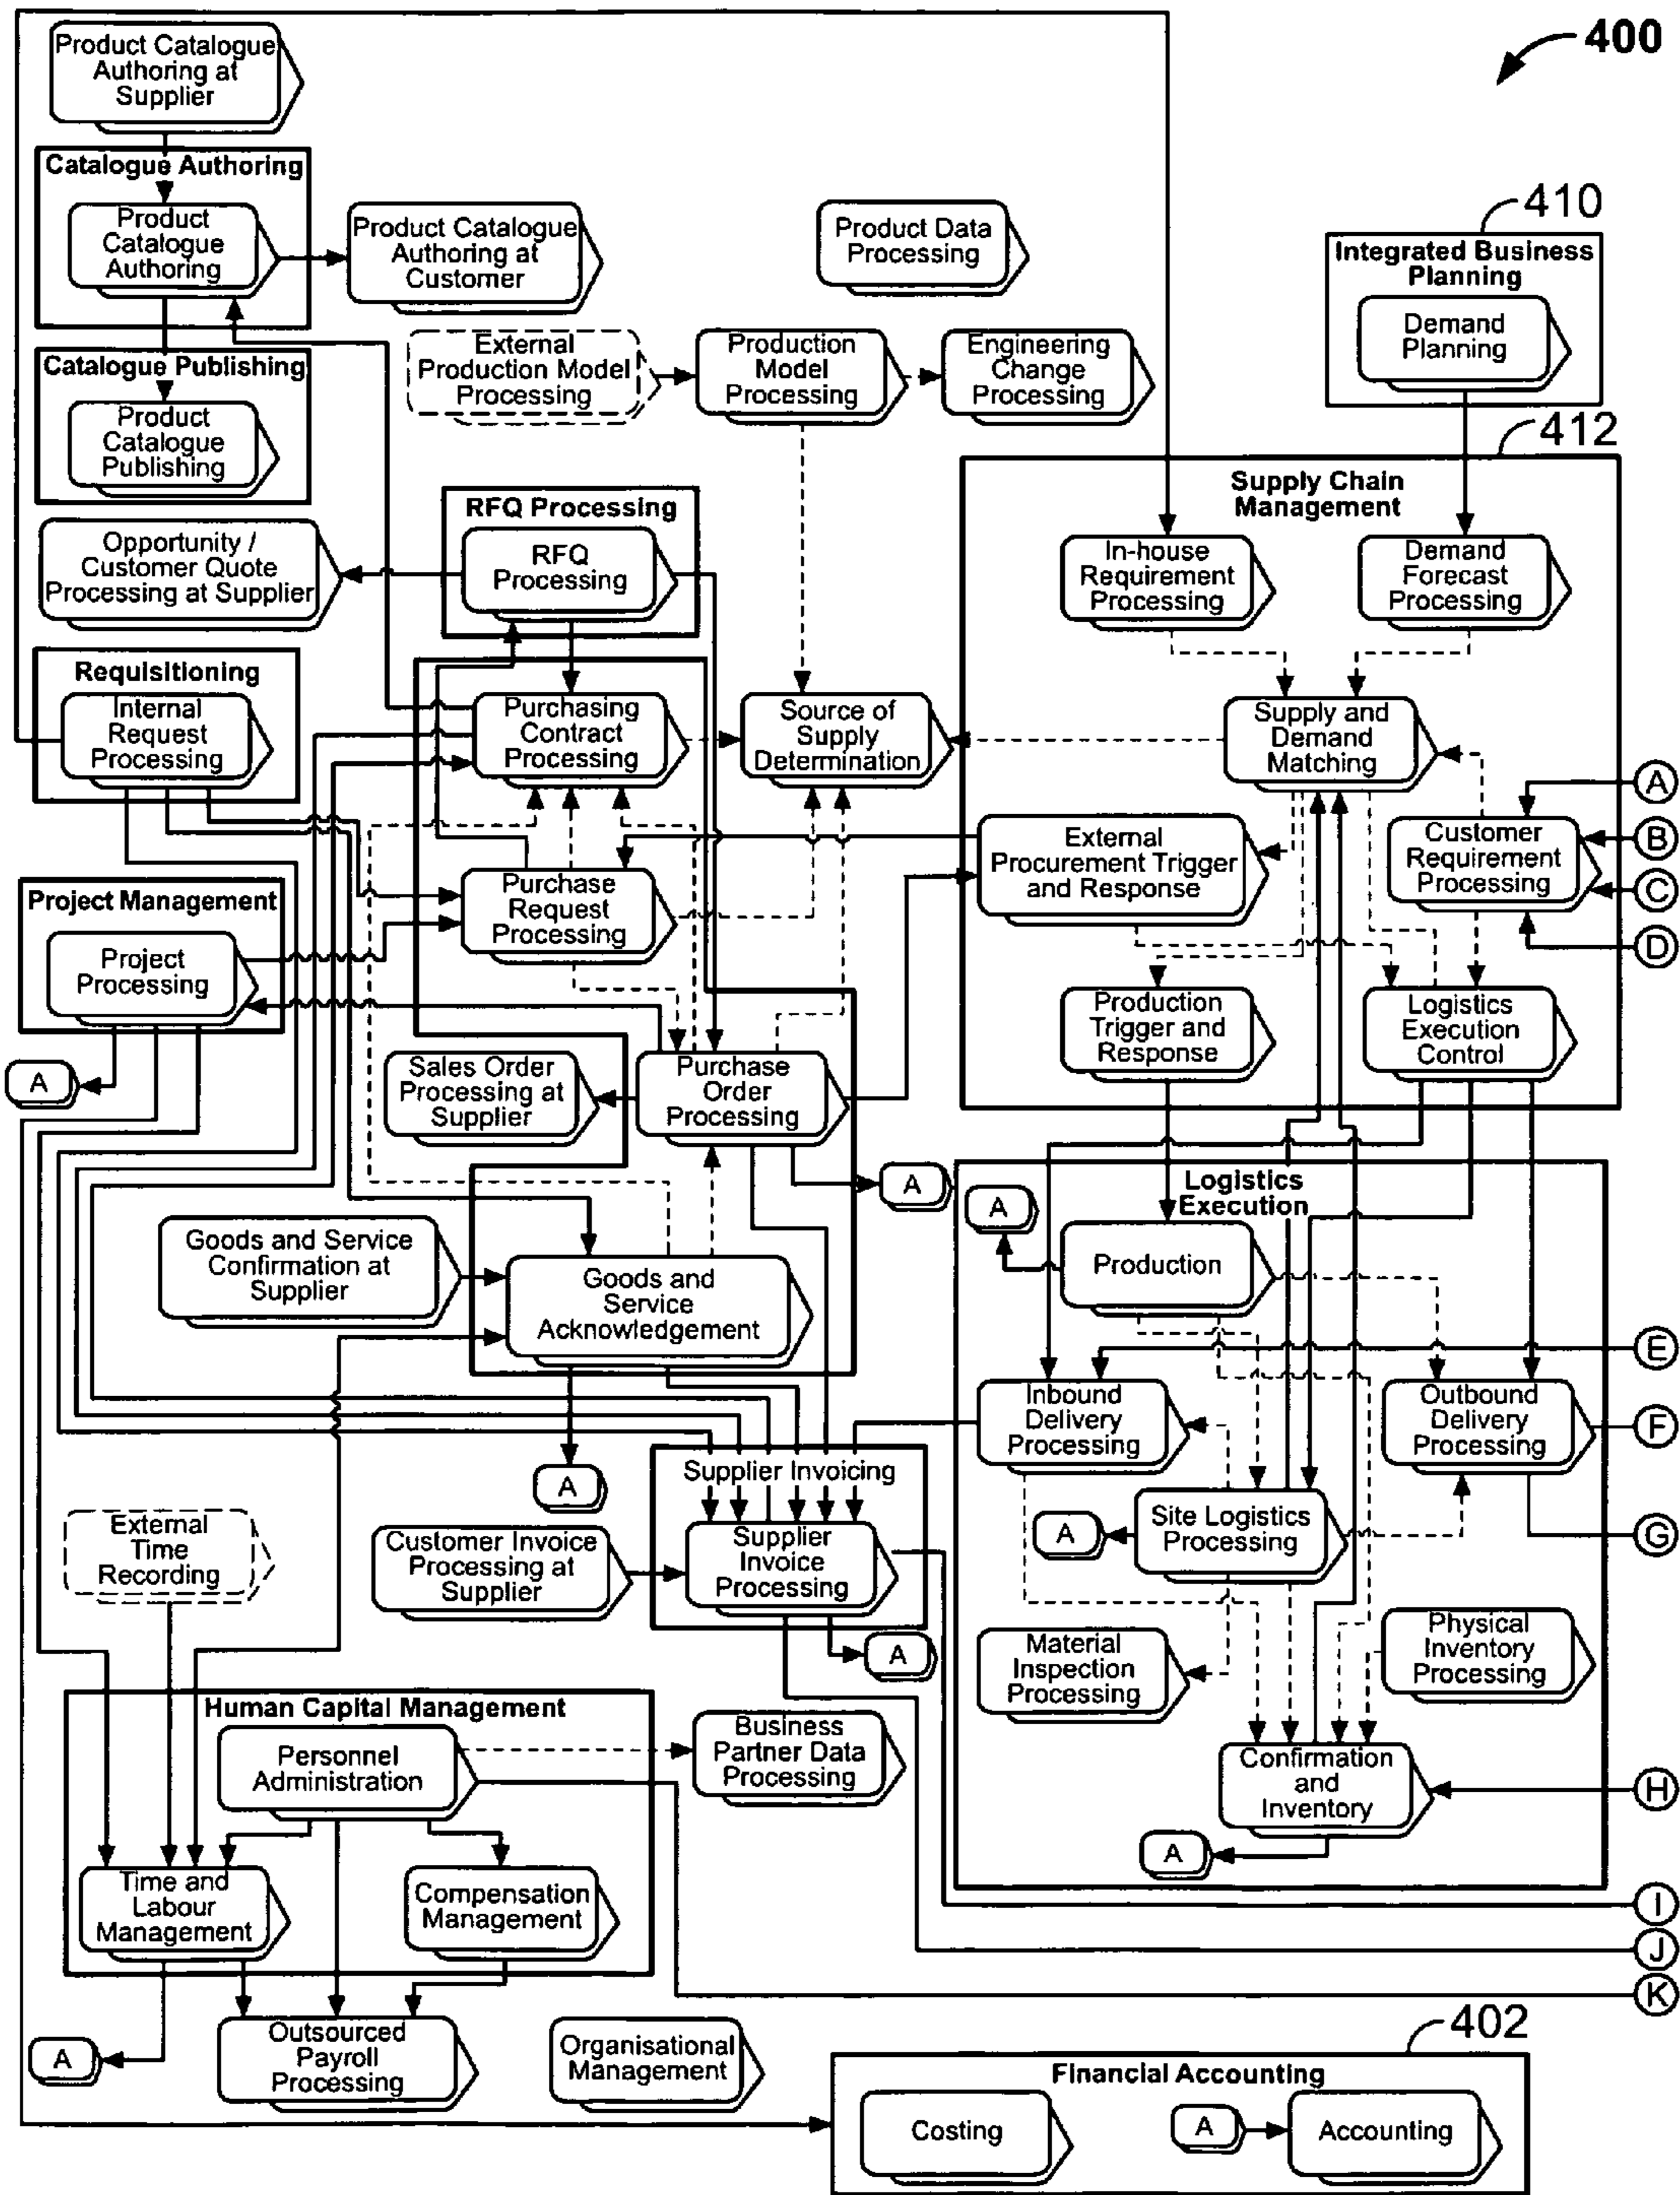 400
Product Catalogue
Authoring at
Supplier
Catalogue Authoring
Product
Catalogue
Authoring
Product Catalogue
Authoring at
Customer
Product Data
Processing
410
Integrated Business
Planning
Demand
Planning
External
Production Model
Processing
Production
Model
Processing
Engineering
Change
Processing
Catalogue Publishing
Product
Catalogue
Publishing
412
Supply Chain
Management
RFQ Processing
RFQ
Processing
Opportunity /
Customer Quote
Processing at Supplier
In-house
Requirement
Processing
Demand
Forecast
Processing
Requisitioning
Internal
Request
Processing
Purchasing
Contract
Processing
Source of
Supply
Determination
Supply and
Demand
Matching
A
B
C
D
External
Procurement Trigger
and Response
Customer
Requirement
Processing
Purchase
Request
Processing
Project Management
Project
Processing
A
Production
Trigger and
Response
Logistics
Execution
Control
Sales Order
Processing at
Supplier
Purchase
Order
Processing
A
Logistics
Execution
A
Production
Goods and Service
Confirmation at
Supplier
Goods and
Service
Acknowledgement
A
E
Inbound
Delivery
Processing
Outbound
Delivery
Processing
F
G
Supplier Invoicing
Supplier
Invoice
Processing
Customer Invoice
Processing at
Supplier
A
A
Site Logistics
Processing
External
Time
Recording
Material
Inspection
Processing
Physical
Inventory
Processing
Human Capital Management
Personnel
Administration
Business
Partner Data
Processing
Confirmation
and
Inventory
H
A
Time and
Labour
Management
Compensation
Management
I
J
K
A
Outsourced
Payroll
Processing
Organisational
Management
402
Financial Accounting
Costing
A
Accounting